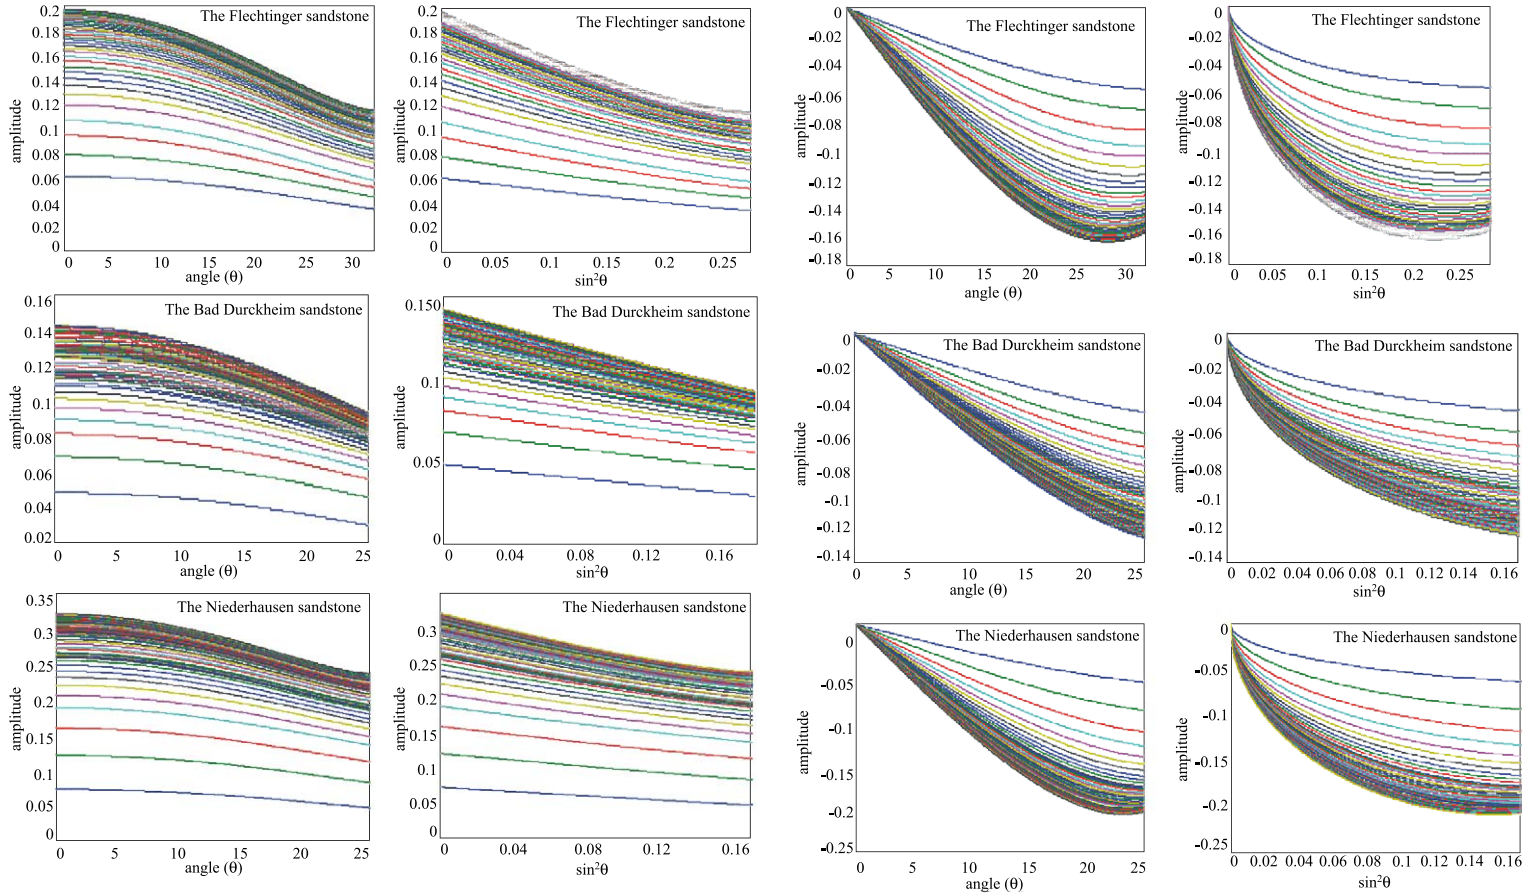 The Flechtinger sandstone
amplitude
0.2
0.18
0.16
0.14
0.12
0.1
0.08
0.06
0.04
0.02
0
0 5 10 15 20 25 30
angle (θ)
The Flechtinger sandstone
0.2
0.18
0.16
0.14
0.12
0.1
0.08
0.06
0.04
0.02
0
0 0.05 0.1 0.15 0.2 0.25
sin²θ
The Flechtinger sandstone
amplitude
0
-0.02
-0.04
-0.06
-0.08
-0.1
-0.12
-0.14
-0.16
-0.18
0 5 10 15 20 25 30
angle (θ)
The Flechtinger sandstone
amplitude
0
-0.02
-0.04
-0.06
-0.08
-0.1
-0.12
-0.14
-0.16
-0.18
0 0.05 0.1 0.15 0.2 0.25
sin²θ
The Bad Durckheim sandstone
amplitude
0.16
0.14
0.12
0.1
0.08
0.06
0.04
0.02
0 5 10 15 20 25
angle (θ)
The Bad Durckheim sandstone
amplitude
0.150
0.1
0.05
0
0 0.04 0.08 0.12 0.16
sin²θ
The Bad Durckheim sandstone
amplitude
0
-0.02
-0.04
-0.06
-0.08
-0.1
-0.12
-0.14
0 5 10 15 20 25
angle (θ)
The Bad Durckheim sandstone
amplitude
0
-0.02
-0.04
-0.06
-0.08
-0.1
-0.12
-0.14
0 0.02 0.04 0.06 0.08 0.1 0.12 0.14 0.16
sin²θ
The Niederhausen sandstone
amplitude
0.35
0.3
0.25
0.2
0.15
0.1
0.05
0
0 5 10 15 20 25
angle (θ)
The Niederhausen sandstone
amplitude
0.3
0.25
0.2
0.15
0.1
0.05
0
0 0.04 0.08 0.12 0.16
sin²θ
The Niederhausen sandstone
amplitude
0
-0.05
-0.1
-0.15
-0.2
-0.25
0 5 10 15 20 25
angle (θ)
The Niederhausen sandstone
amplitude
0
-0.05
-0.1
-0.15
-0.2
-0.25
0 0.02 0.04 0.06 0.08 0.1 0.12 0.14 0.16
sin²θ